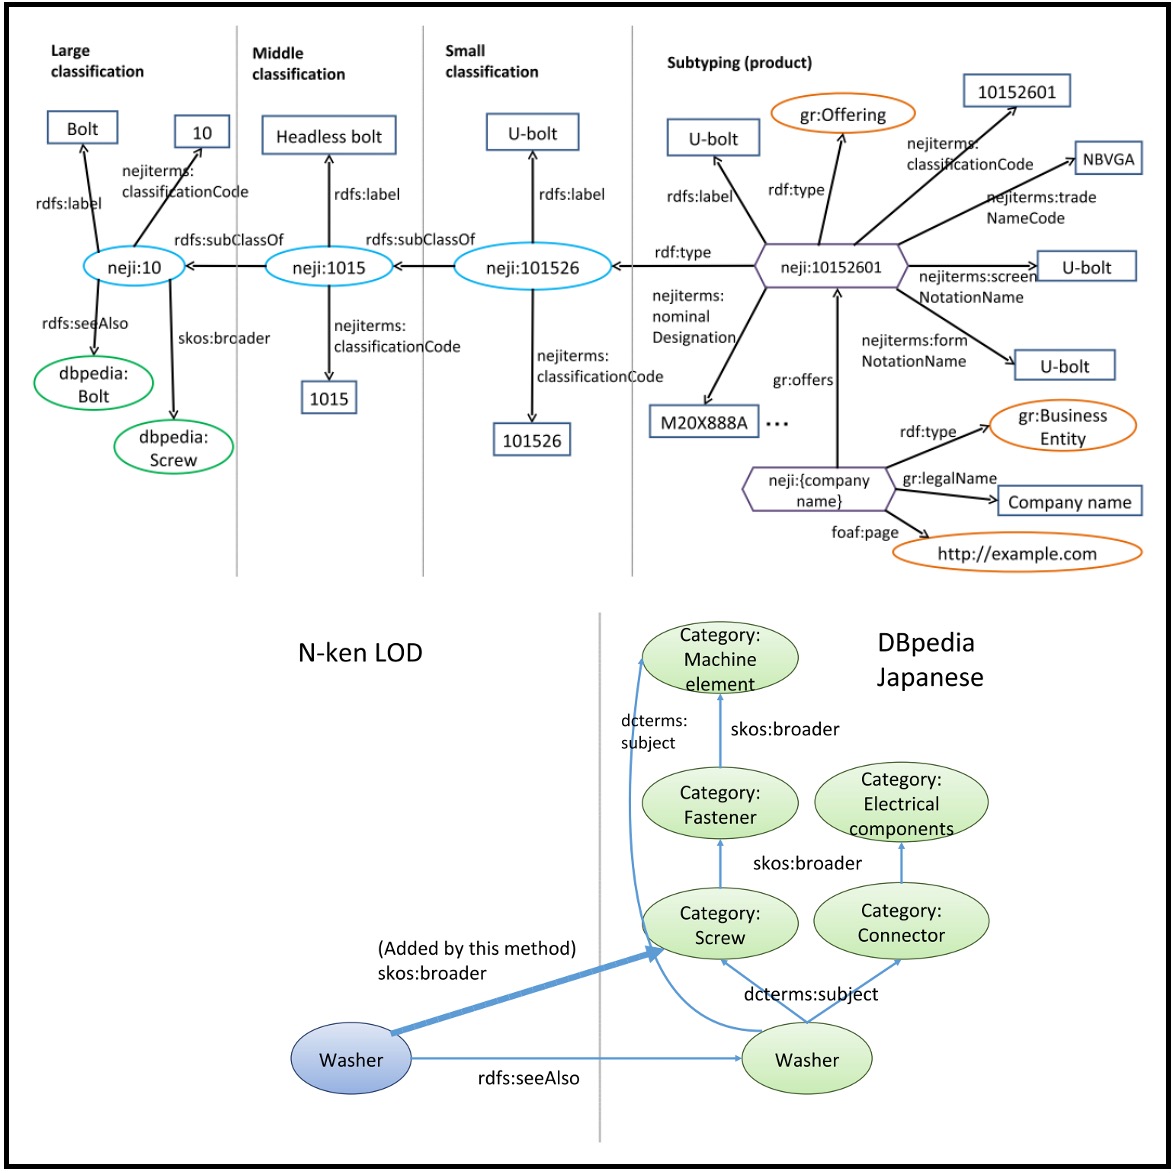 Large
classification
Middle
classification
Small
classification
Subtyping (product)
Bolt
10
Headless bolt
U-bolt
U-bolt
gr:Offering
10152601
NBVGA
nejiterms:
classificationCode
rdfs:label
rdfs:label
rdfs:label
rdfs:label
rdf:type
nejiterms:
classificationCode
nejiterms:trade
NameCode
rdfs:subClassOf
rdfs:subClassOf
rdf:type
neji:10
neji:1015
neji:101526
neji:10152601
nejiterms:screen
NotationName
U-bolt
rdfs:seeAlso
skos:broader
nejiterms:
classificationCode
nejiterms:
classificationCode
nejiterms:
nominal
Designation
nejiterms:form
NotationName
U-bolt
gr:offers
dbpedia:
Bolt
dbpedia:
Screw
1015
101526
M20X888A
...
rdf:type
gr:Business
Entity
neji:{company
name}
gr:legalName
Company name
foaf:page
http://example.com
N-ken LOD
DBpedia
Japanese
Category:
Machine
element
dcterms:
subject
skos:broader
Category:
Fastener
Category:
Electrical
components
skos:broader
Category:
Screw
Category:
Connector
(Added by this method)
skos:broader
dcterms:subject
Washer
rdfs:seeAlso
Washer